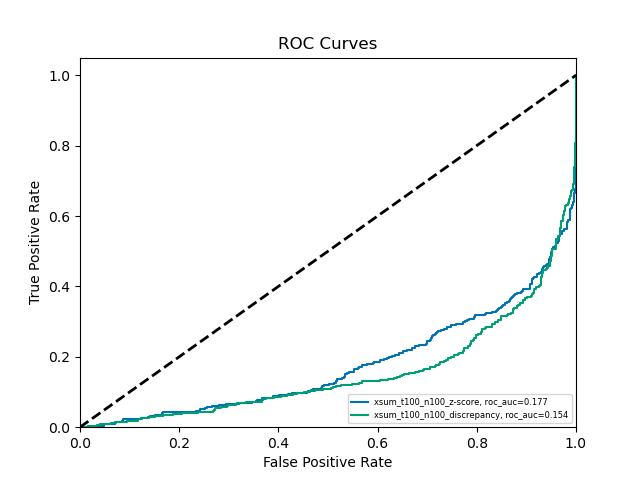 ROC Curves
1.0
0.8
0.6
0.4
0.2
0.0
True Positive Rate
xsum_t100_n100_z-score, roc_auc=0.177
xsum_t100_n100_discrepancy, roc_auc=0.154
0.0 0.2 0.4 0.6 0.8 1.0
False Positive Rate